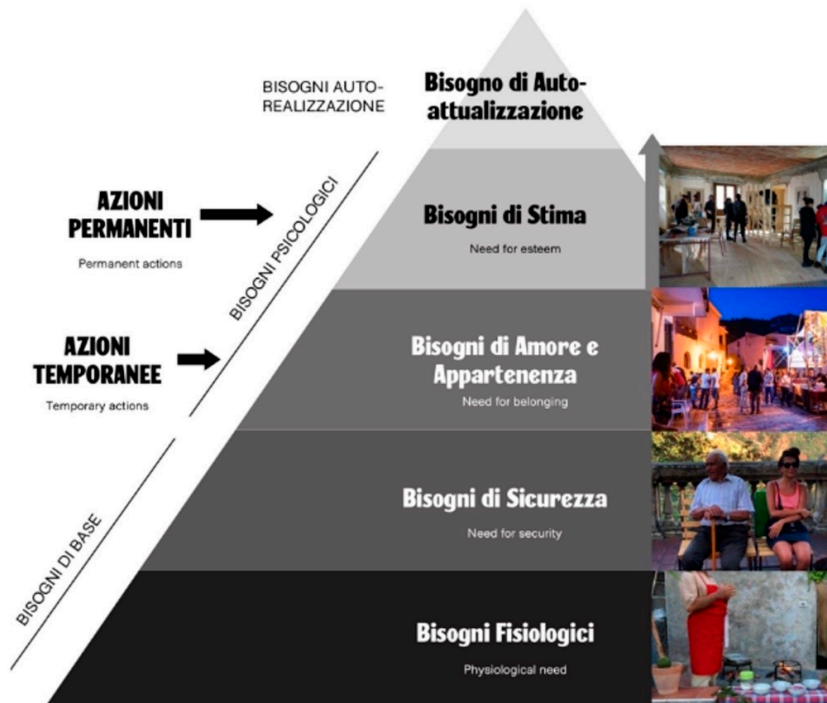 BISOGNI AUTO-
REALIZZAZIONE
Bisogno di Auto-
attualizzazione
AZIONI
PERMANENTI
Permanent actions
BISOGNI PSICOLOGICI
Bisogni di Stima
Need for esteem
AZIONI
TEMPORANEE
Temporary actions
Bisogni di Amore e
Appartenenza
Need for belonging
BISOGNI DI BASE
Bisogni di Sicurezza
Need for security
Bisogni Fisiologici
Physiological need